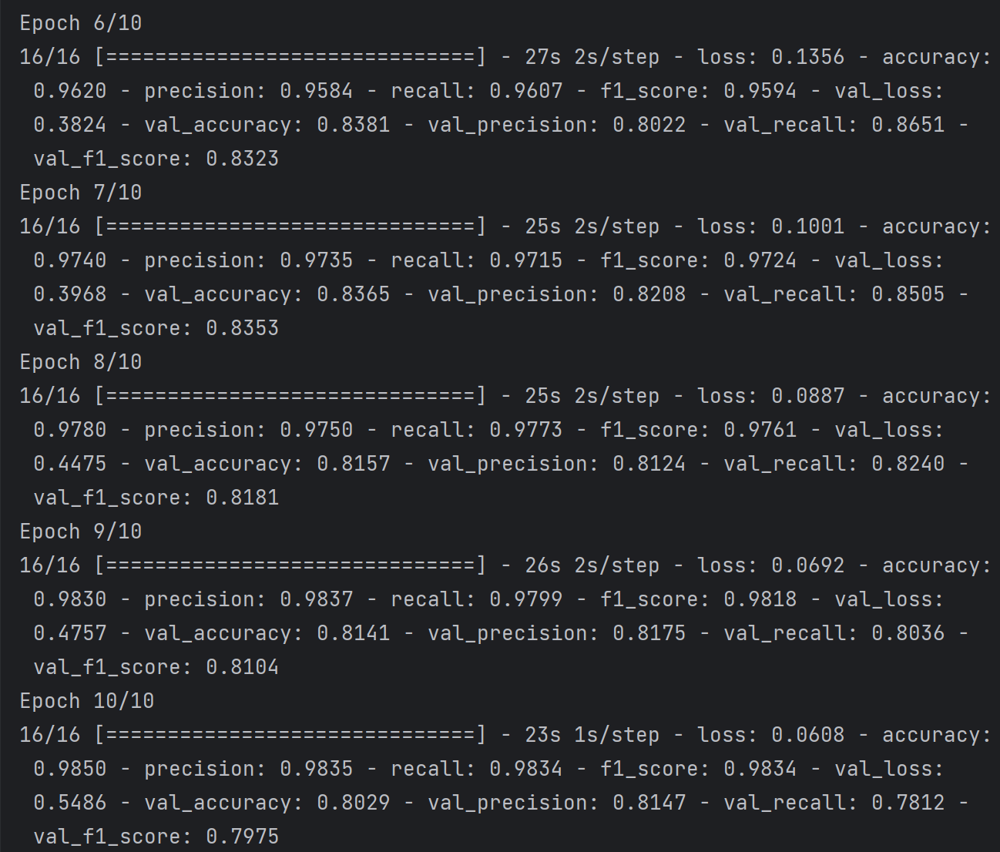 Epoch 6/10
16/16 [==============================] - 27s 2s/step - loss: 0.1356 - accuracy:
0.9620 - precision: 0.9584 - recall: 0.9607 - f1_score: 0.9594 - val_loss:
0.3824 - val_accuracy: 0.8381 - val_precision: 0.8022 - val_recall: 0.8651 -
val_f1_score: 0.8323
Epoch 7/10
16/16 [==============================] - 25s 2s/step - loss: 0.1001 - accuracy:
0.9740 - precision: 0.9735 - recall: 0.9715 - f1_score: 0.9724 - val_loss:
0.3968 - val_accuracy: 0.8365 - val_precision: 0.8208 - val_recall: 0.8505 -
val_f1_score: 0.8353
Epoch 8/10
16/16 [==============================] - 25s 2s/step - loss: 0.0887 - accuracy:
0.9780 - precision: 0.9750 - recall: 0.9773 - f1_score: 0.9761 - val_loss:
0.4475 - val_accuracy: 0.8157 - val_precision: 0.8124 - val_recall: 0.8240 -
val_f1_score: 0.8181
Epoch 9/10
16/16 [==============================] - 26s 2s/step - loss: 0.0692 - accuracy:
0.9830 - precision: 0.9837 - recall: 0.9799 - f1_score: 0.9818 - val_loss:
0.4757 - val_accuracy: 0.8141 - val_precision: 0.8175 - val_recall: 0.8036 -
val_f1_score: 0.8104
Epoch 10/10
16/16 [==============================] - 23s 1s/step - loss: 0.0608 - accuracy:
0.9850 - precision: 0.9835 - recall: 0.9834 - f1_score: 0.9834 - val_loss:
0.5486 - val_accuracy: 0.8029 - val_precision: 0.8147 - val_recall: 0.7812 -
val_f1_score: 0.7975